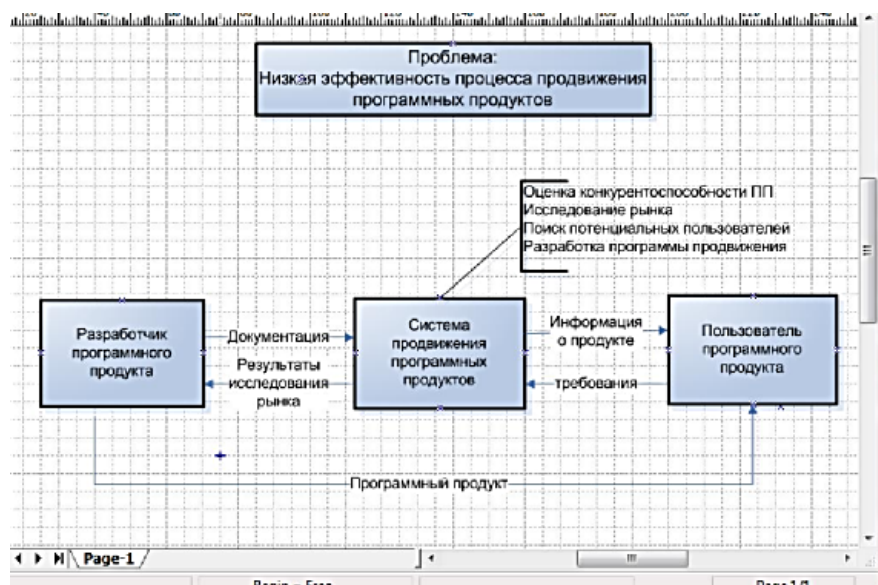 Проблема:
Низкая эффективность процесса продвижения
программных продуктов
Оценка конкурентоспособности ПП
Исследование рынка
Поиск потенциальных пользователей
Разработка программы продвижения
Разработчик
программного
продукта
Документация
Результаты
исследования
рынка
Система
продвижения
программных
продуктов
Информация
о продукте
требования
Пользователь
программного
продукта
Программный продукт
Page-1